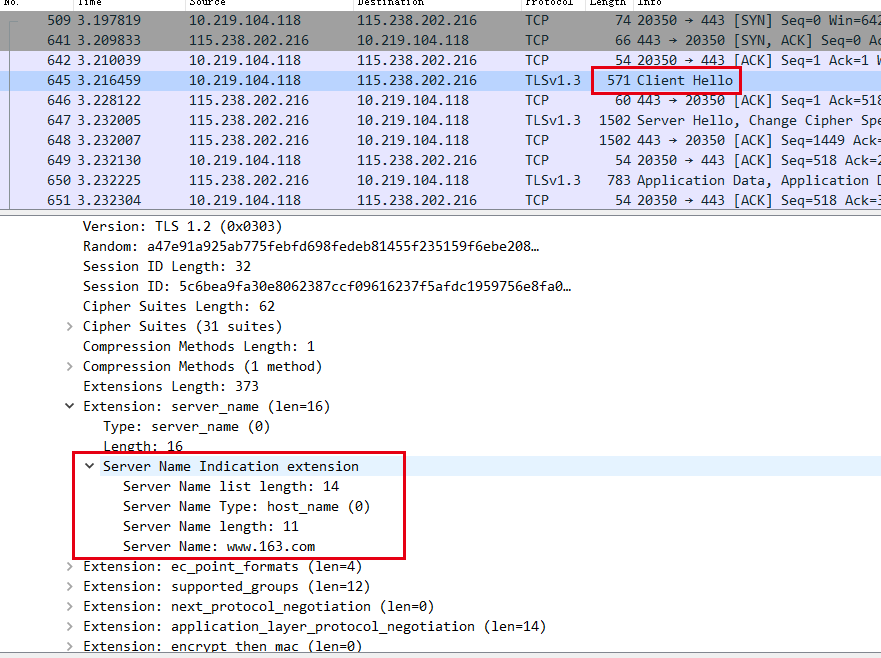 No. Time Source Destination Protocol Length Info
509 3.197819 10.219.104.118 115.238.202.216 TCP 74 20350 → 443 [SYN] Seq=0 Win=642
641 3.209833 115.238.202.216 10.219.104.118 TCP 66 443 → 20350 [SYN, ACK] Seq=0 Ac
642 3.210039 10.219.104.118 115.238.202.216 TCP 54 20350 → 443 [ACK] Seq=1 Ack=1 W
645 3.216459 10.219.104.118 115.238.202.216 TLSv1.3 571 Client Hello
646 3.228122 115.238.202.216 10.219.104.118 TCP 60 443 → 20350 [ACK] Seq=1 Ack=518
647 3.232005 115.238.202.216 10.219.104.118 TLSv1.3 1502 Server Hello, Change Cipher Spe
648 3.232007 115.238.202.216 10.219.104.118 TCP 1502 443 → 20350 [ACK] Seq=1449 Ack=
649 3.232130 10.219.104.118 115.238.202.216 TCP 54 20350 → 443 [ACK] Seq=518 Ack=2
650 3.232225 115.238.202.216 10.219.104.118 TLSv1.3 783 Application Data, Application D
651 3.232304 10.219.104.118 115.238.202.216 TCP 54 20350 → 443 [ACK] Seq=518 Ack=3
Version: TLS 1.2 (0x0303)
Random: a47e91a925ab775febfd698fedeb81455f235159f6ebe208…
Session ID Length: 32
Session ID: 5c6bea9fa30e8062387ccf09616237f5afdc1959756e8fa0…
Cipher Suites Length: 62
Cipher Suites (31 suites)
Compression Methods Length: 1
Compression Methods (1 method)
Extensions Length: 373
Extension: server_name (len=16)
Type: server_name (0)
Length: 16
Server Name Indication extension
Server Name list length: 14
Server Name Type: host_name (0)
Server Name length: 11
Server Name: www.163.com
Extension: ec_point_formats (len=4)
Extension: supported_groups (len=12)
Extension: next_protocol_negotiation (len=0)
Extension: application_layer_protocol_negotiation (len=14)
Extension: encrypt_then_mac (len=0)